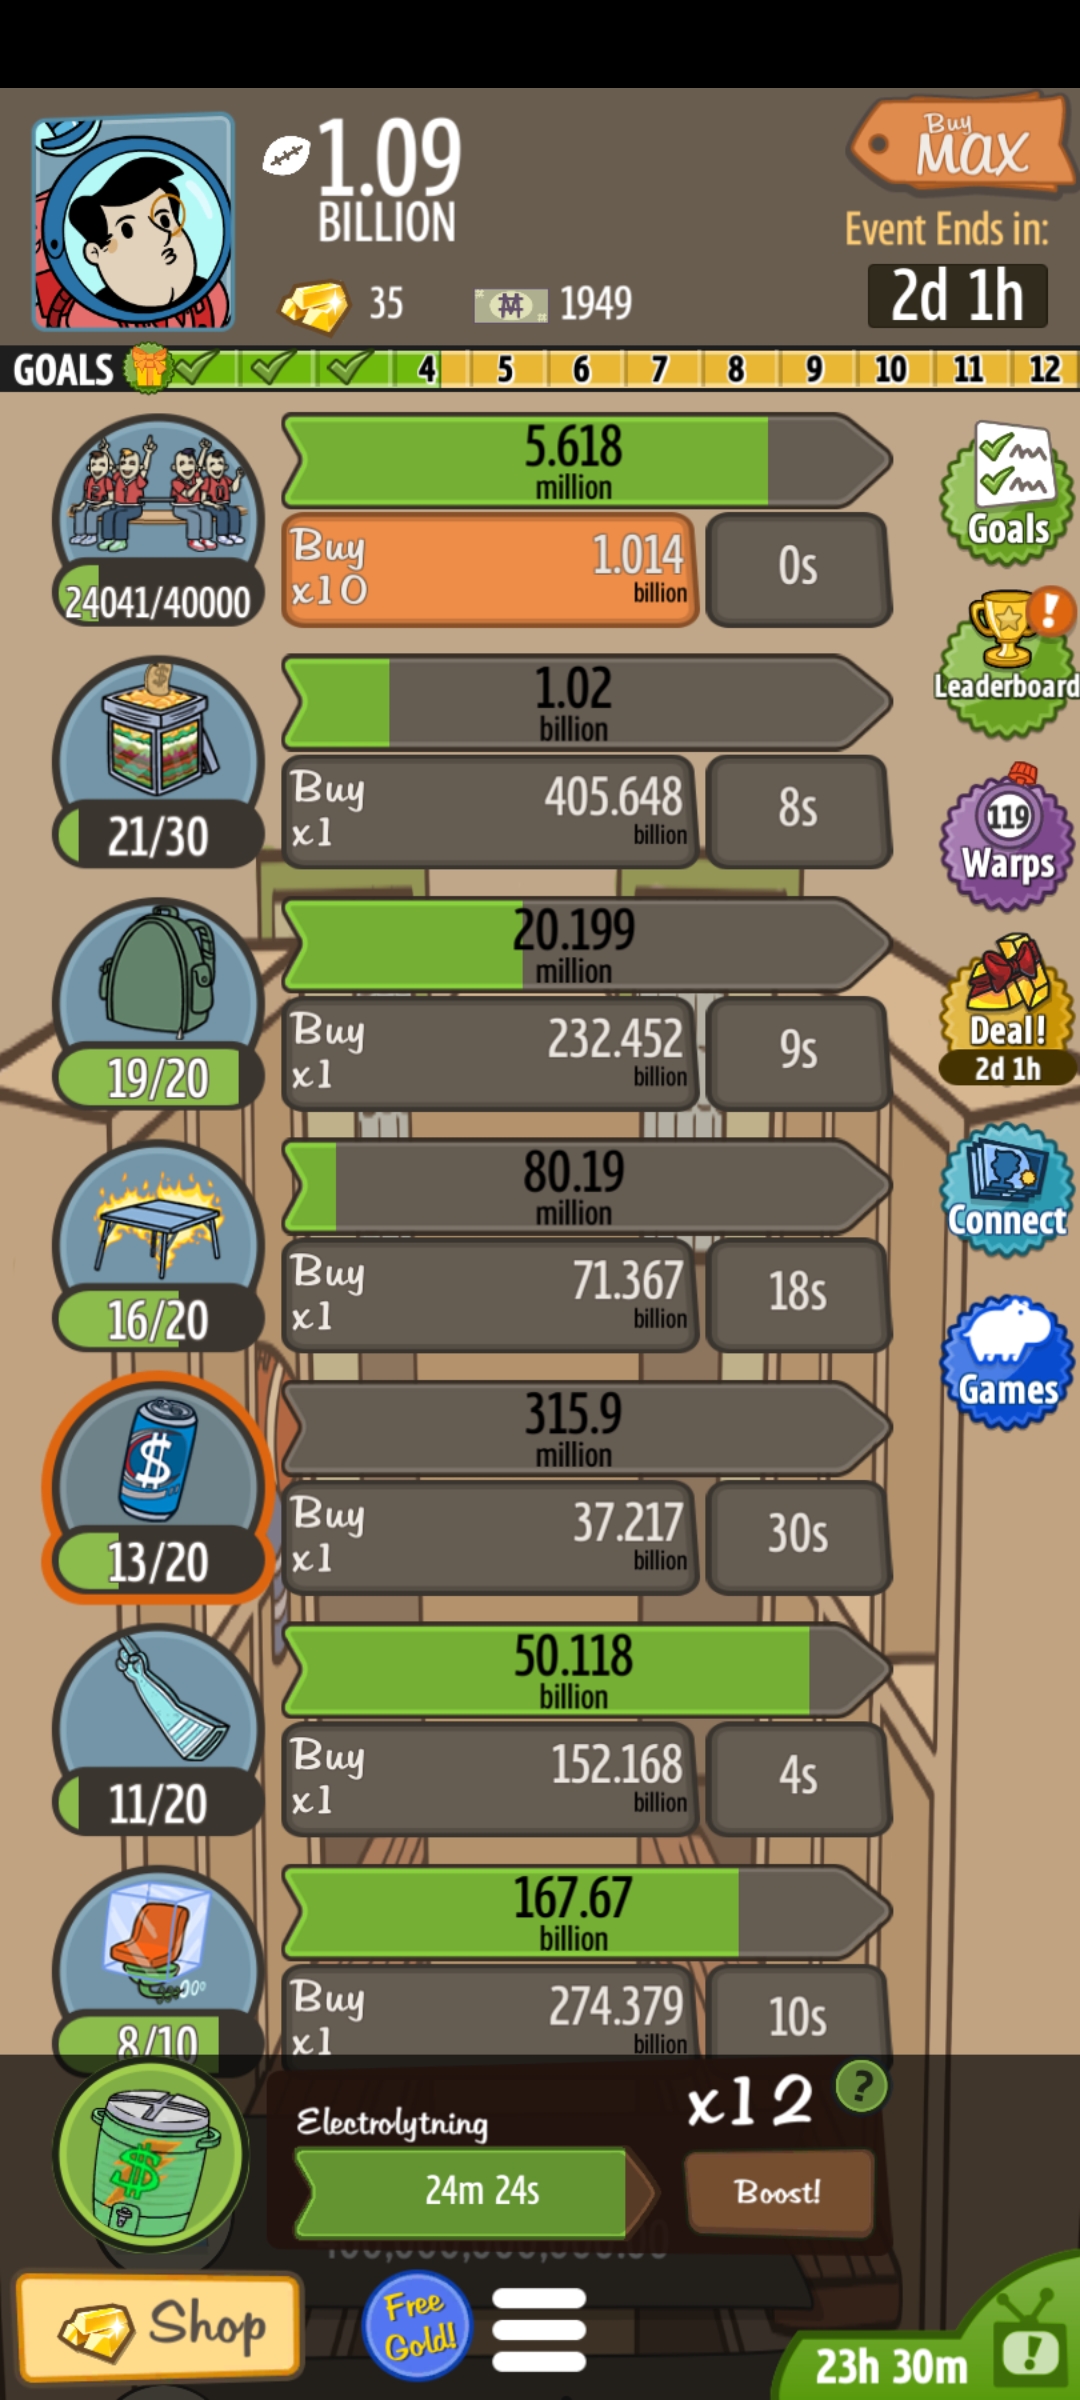 1.09
BILLION
Buy
MAX
Event Ends in:
2d 1h
35
1949
GOALS 4 5 6 7 8 9 10 11 12
5.618
million
Buy
x10
1.014
billion
0s
24041/40000
Goals
Leaderboard
1.02
billion
Buy
x1
405.648
billion
8s
21/30
119
Warps
20.199
million
Buy
x1
232.452
billion
9s
19/20
Deal!
2d 1h
80.19
million
Buy
x1
71.367
billion
18s
16/20
Connect
Games
315.9
million
Buy
x1
37.217
billion
30s
13/20
50.118
billion
Buy
x1
152.168
billion
4s
11/20
167.67
billion
Buy
x1
274.379
billion
10s
8/10
Electrolytning
24m 24s
x12
?
Boost!
Shop
Free
Gold!
23h 30m